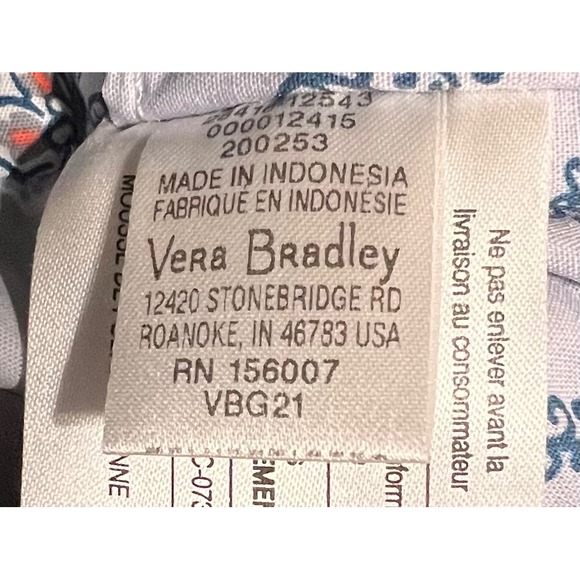 28410112543
000012415
200253
MADE IN INDONESIA
FABRIQUÉ EN INDONÉSIE
Vera Bradley
12420 STONEBRIDGE RD
ROANOKE, IN 46783 USA
RN 156007
VBG21
Ne pas enlever avant la
livraison au consommateur